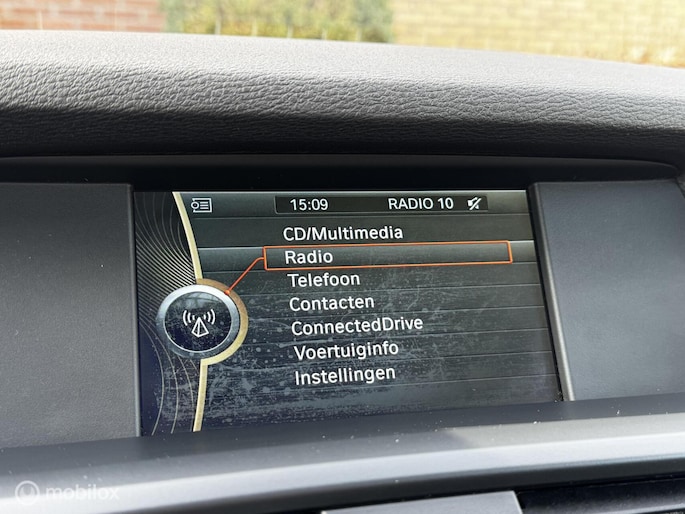 15:09 RADIO 10
CD/Multimedia
Radio
Telefoon
Contacten
ConnectedDrive
Voertuiginfo
Instellingen
mobilox